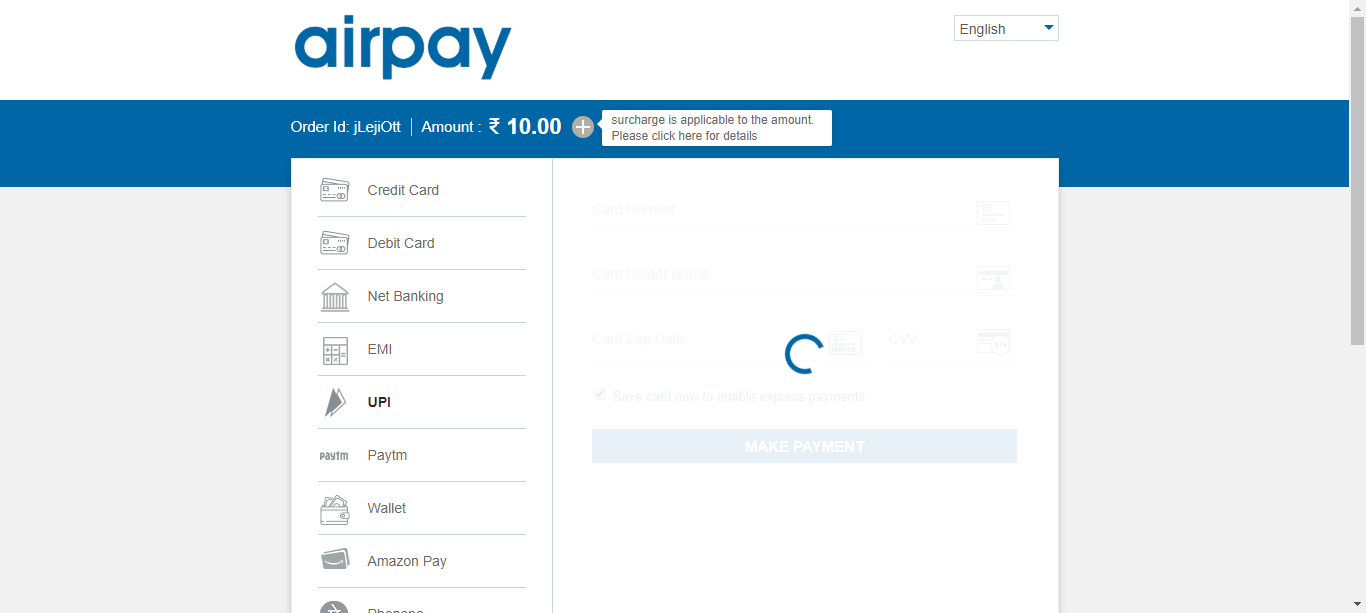 airpay
English
Order Id: jLejiOtt | Amount : ₹ 10.00
surcharge is applicable to the amount.
Please click here for details
Credit Card
Debit Card
Net Banking
EMI
UPI
Paytm
Paytm
Wallet
Amazon Pay
Phonepe
Card Number
Card Holder Name
Card Exp Date
MM/YY
CVV
Save card now to enable express payments
MAKE PAYMENT